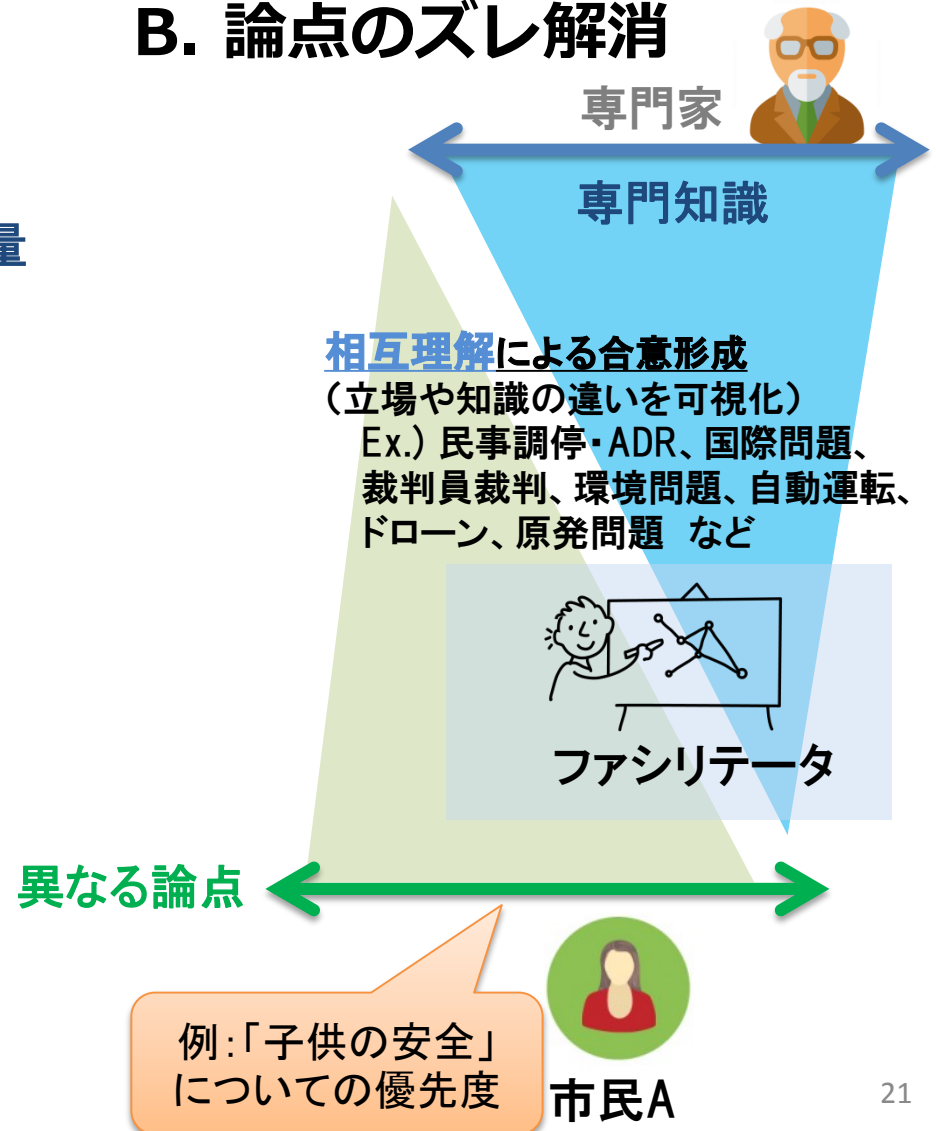 B. 論点のズレ解消
専門家
専門知識
量
相互理解による合意形成
（立場や知識の違いを可視化）
Ex.) 民事調停・ADR、国際問題、
裁判員裁判、環境問題、自動運転、
ドローン、原発問題　など
ファシリテータ
異なる論点
例：「子供の安全」
についての優先度
市民A
21